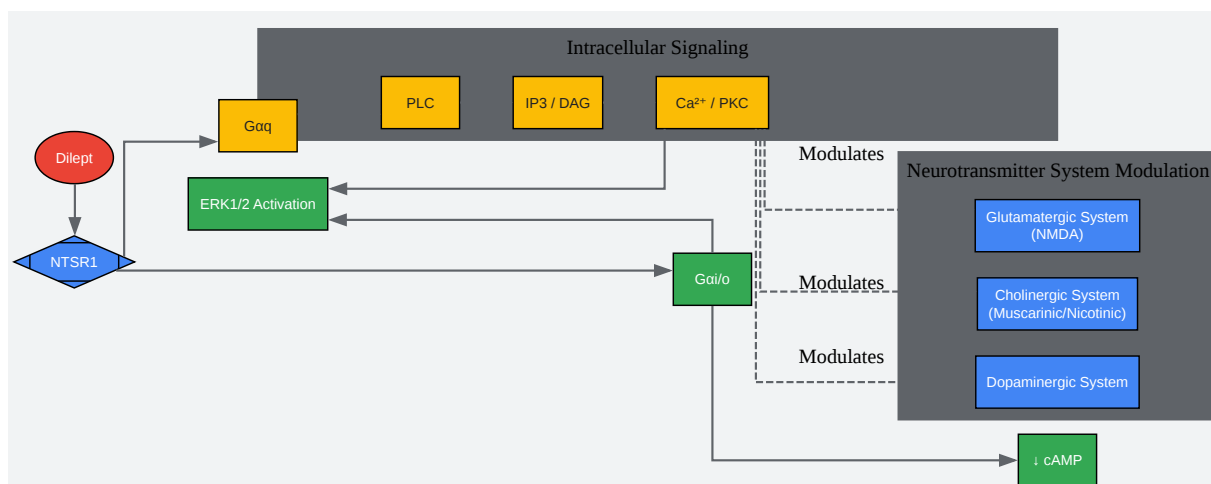 Intracellular Signaling
PLC
IP3 / DAG
Ca²⁺ / PKC
Gαq
Dilept
Modulates
Neurotransmitter System Modulation
ERK1/2 Activation
Glutamatergic System
(NMDA)
NTSR1
Gαi/o
Modulates
Cholinergic System
(Muscarinic/Nicotinic)
Modulates
Dopaminergic System
↓ cAMP